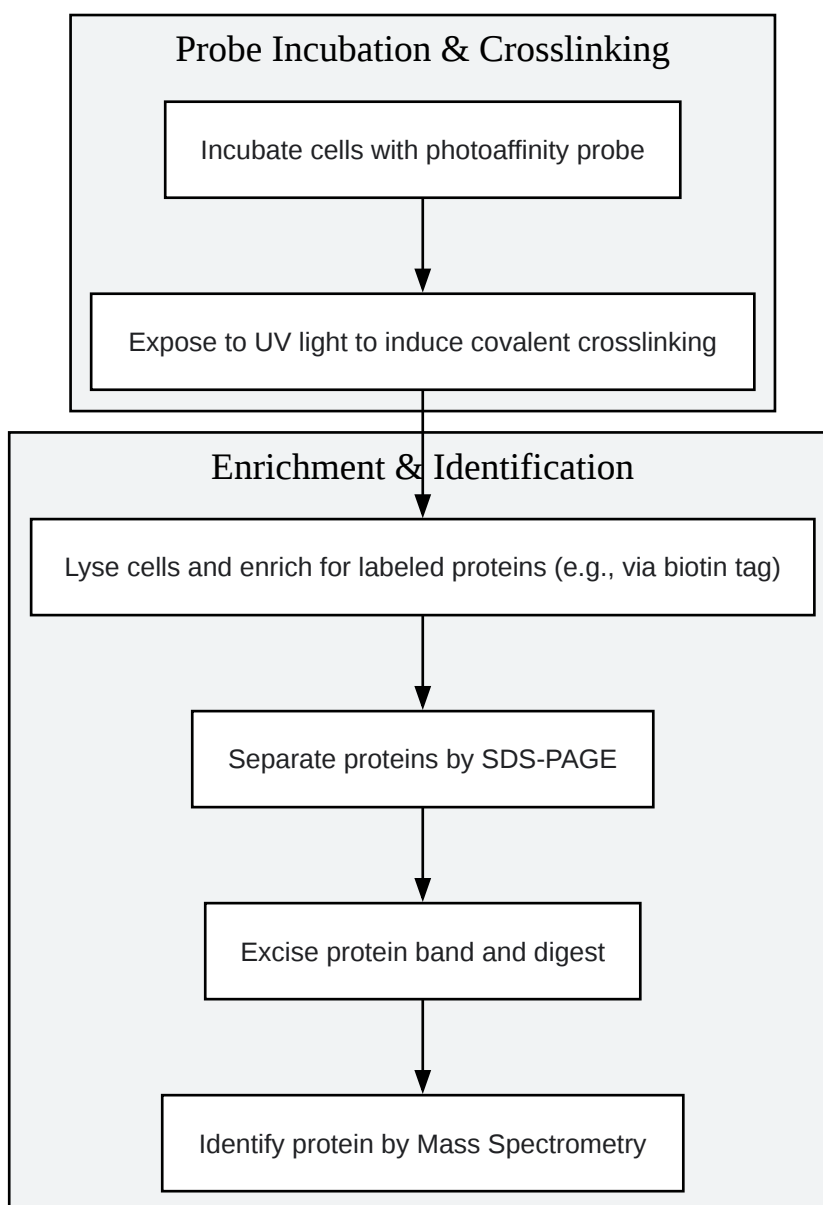 Probe Incubation & Crosslinking
Incubate cells with photoaffinity probe
Expose to UV light to induce covalent crosslinking
Enrichment & Identification
Lyse cells and enrich for labeled proteins (e.g., via biotin tag)
Separate proteins by SDS-PAGE
Excise protein band and digest
Identify protein by Mass Spectrometry